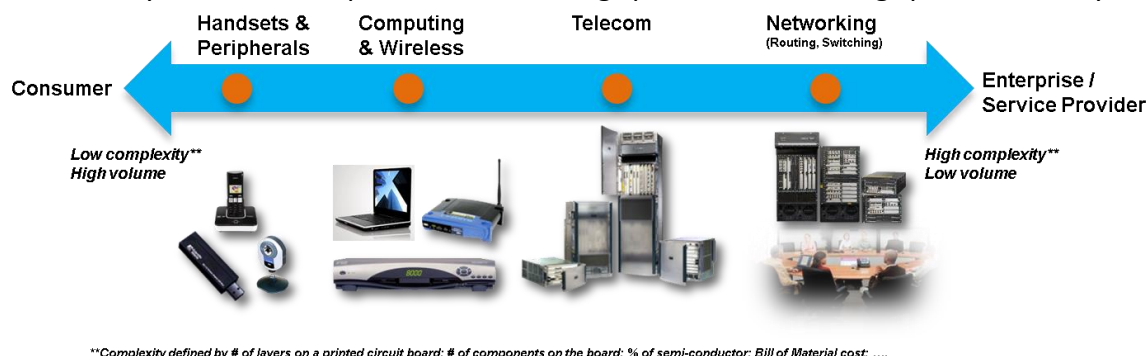 Handsets &
Peripherals
Computing
& Wireless
Telecom
Networking
(Routing, Switching)
Consumer
Enterprise /
Service Provider
Low complexity**
High volume
High complexity**
Low volume
8000
**Complexity defined by # of layers on a printed circuit board; # of components on the board; % of semi-conductor; Bill of Material cost; ….